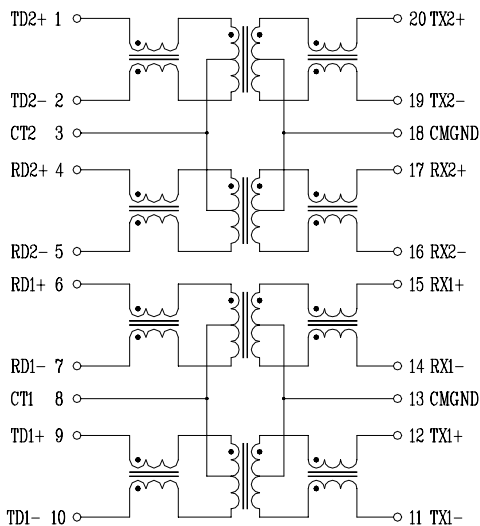 TD2+ 1 20 TX2+
TD2- 2 19 TX2-
CT2 3 18 CMGND
RD2+ 4 17 RX2+
RD2- 5 16 RX2-
RD1+ 6 15 RX1+
RD1- 7 14 RX1-
CT1 8 13 CMGND
TD1+ 9 12 TX1+
TD1- 10 11 TX1-